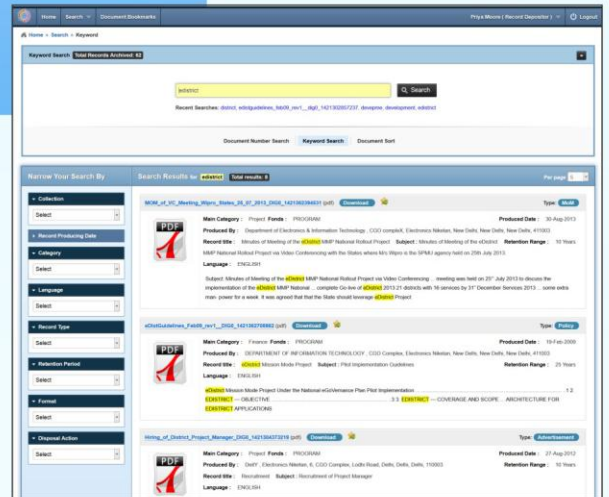 Home Search Document Bookmarks Priya Moore ( Record Depositor ) Logout
Home » Search » Keyword
Keyword Search Total Records Archived: 62
edistrict Search
Recent Searches: district,
Document Number Search Keyword Search Document Sort
Narrow Your Search By
Search Results for edistrict Total results: 8 Per page
Collection
Select
Record Producing Date
Category
Select
Language
Select
Record Type
Select
Retention Period
Select
Format
Select
Disposal Action
Select
Download Type: MoM
PDF
Main Category : Project Fonds : PROGRAM Produced Date : 30-Aug-2013
Produced By : Department of Electronics & Information Technology , CGO complex6, Electronics Niketan, New Delhi, New Delhi, New Delhi, 411003
Record title : Minutes of Meeting of the eDistrict MMP National Rollout Project Subject : Minutes of Meeting of the eDistrict Retention Range : 10 Years
MMP National Rollout Project via Video Conferencing with the States where M/s Wipro is the SPMU agency held on 25th July 2013
Language : ENGLISH
Subject: Minutes of Meeting of the eDistrict MMP National Rollout Project via Video Conferencing ... meeting was held on 25" July 2013 to discuss the
implementation of the eDistrict MMP National ... complete Go-live of eDistrict 2013 21 districts with 16 services by 31" December Services 2013 ... some extra
man- power for a week. It was agreed that that the State should leverage eDistrict Project
Download Type: Policy
PDF
Main Category : Finance Fonds : PROGRAM Produced Date : 10-Feb-2009
Produced By : DEPARTMENT OF INFORMATION TECHNOLOGY , CGO Complex, Electronics Niketan, New Delhi, New Delhi, New Delhi, 411003
Record title : eDistrict Mission Mode Project Subject : Pilot Implementation Guidelines Retention Range : 25 Years
Language : ENGLISH
eDistrict Mission Mode Project Under the National eGovernance Plan Pilot Implementation
EDISTRICT --- OBJECTIVE EDISTRICT --- COVERAGE AND SCOPE ... ARCHITECTURE FOR
EDISTRICT APPLICATIONS
Download Type: Advertisement
PDF
Main Category : Project Fonds : PROGRAM Produced Date : 27-Aug-2012
Produced By : DeitY , Electronics Niketan, 6, CGO Complex, Lodhi Road, Delhi, Delhi, Delhi, 110003
Record title : Recruitment Subject : Recruitment of Project Manager Retention Range : 10 Years
Language : ENGLISH